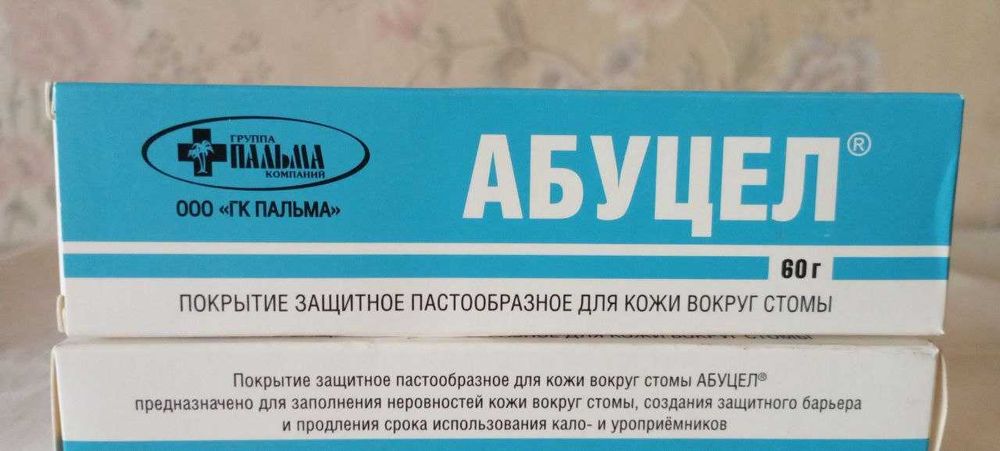 ГРУППА
ПАЛЬМА
КОМПАНИЙ
ООО «ГК ПАЛЬМА»
АБУЦЕЛ®
60 г
ПОКРЫТИЕ ЗАЩИТНОЕ ПАСТООБРАЗНОЕ ДЛЯ КОЖИ ВОКРУГ СТОМЫ
Покрытие защитное пастообразное для кожи вокруг стомы АБУЦЕЛ®
предназначено для заполнения неровностей кожи вокруг стомы, создания защитного барьера
и продления срока использования кало- и уроприёмников